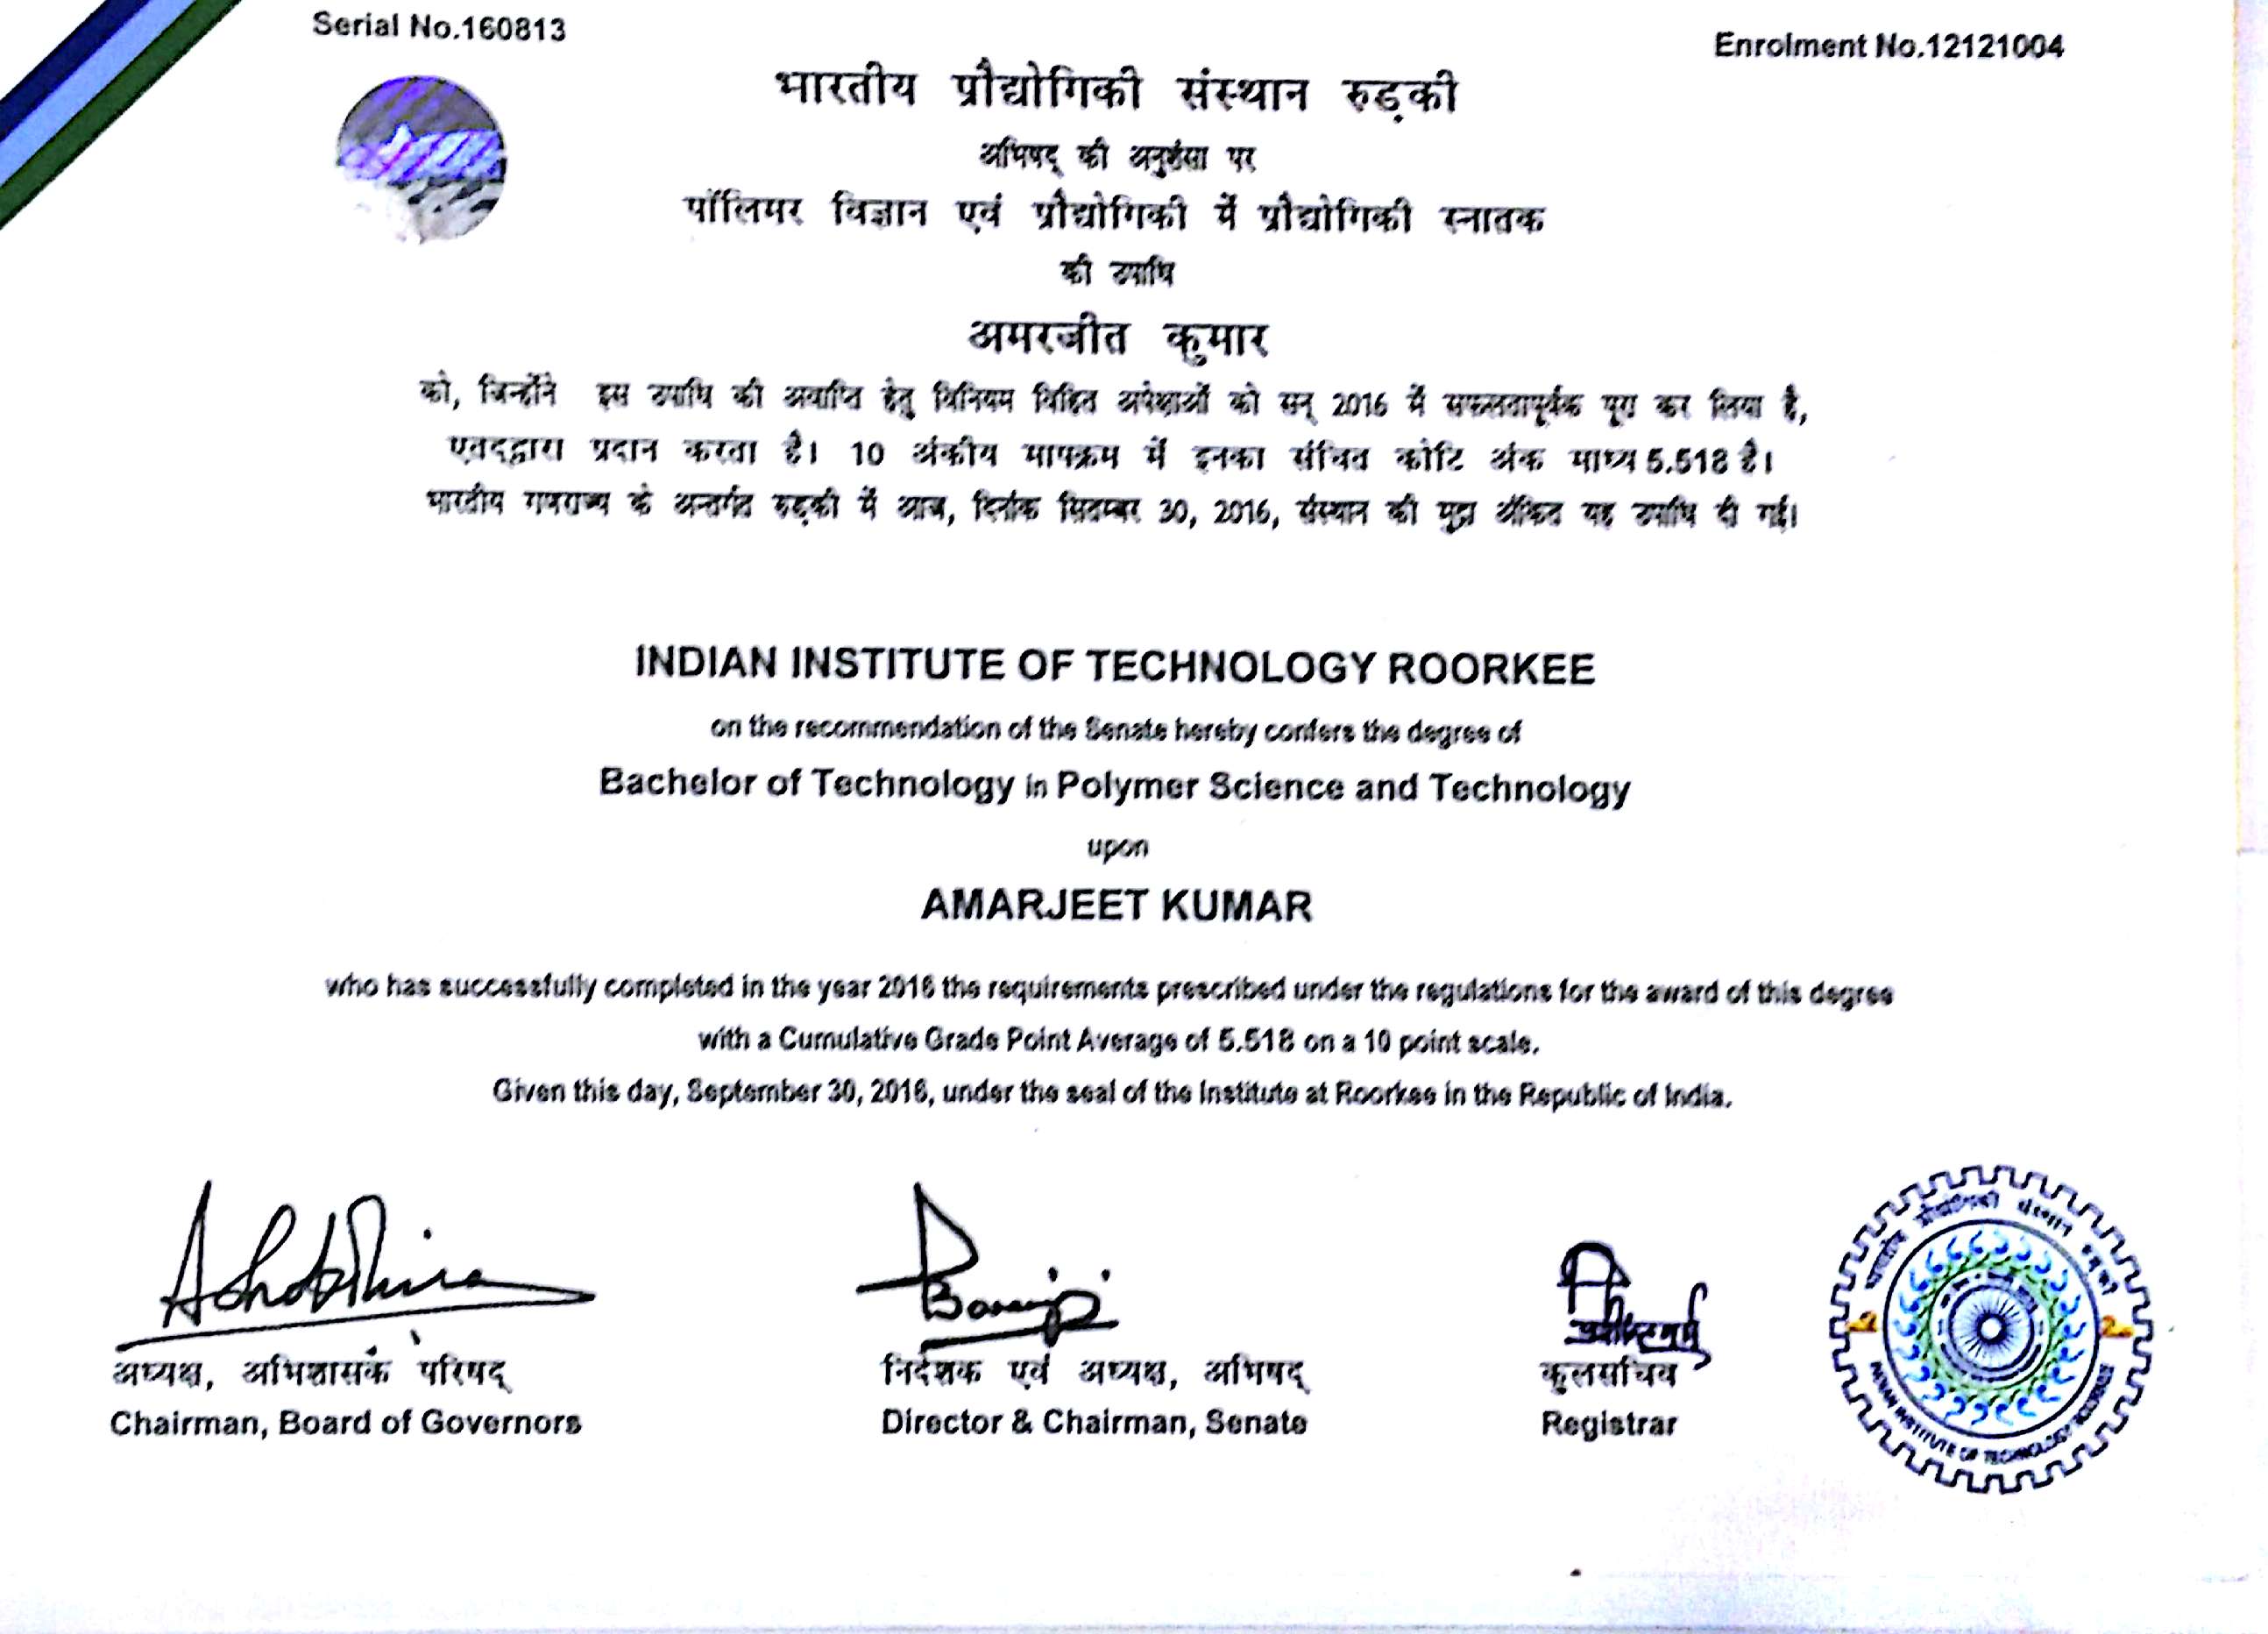 Serial No.160813
Enrolment No.12121004
भारतीय प्रौद्योगिकी संस्थान रुड़की
अभिषद् की अनुशंसा पर
पॉलिमर विज्ञान एवं प्रौद्योगिकी में प्रौद्योगिकी स्नातक
की उपाधि
अमरजीत कुमार
को, जिन्होंने इस उपाधि की अवाप्ति हेतु विनियम विहित अपेक्षाओं को सन् 2016 में सफलतापूर्वक पूरा कर लिया है,
एतद्द्वारा प्रदान करता है। 10 अंकीय मापक्रम में इनका संचित कोटि अंक माध्य 5.518 है।
भारतीय गणराज्य के अन्तर्गत रुड़की में आज, दिनांक सितम्बर 30, 2016, संस्थान की मुद्रा अंकित यह उपाधि दी गई।
INDIAN INSTITUTE OF TECHNOLOGY ROORKEE
on the recommendation of the Senate hereby confers the degree of
Bachelor of Technology in Polymer Science and Technology
upon
AMARJEET KUMAR
who has successfully completed in the year 2016 the requirements prescribed under the regulations for the award of this degree
with a Cumulative Grade Point Average of 5.518 on a 10 point scale.
Given this day, September 30, 2016, under the seal of the Institute at Roorkee in the Republic of India.
अध्यक्ष, अभिशासक परिषद्
Chairman, Board of Governors
निदेशक एवं अध्यक्ष, अभिषद्
Director & Chairman, Senate
कुलसचिव
Registrar
भारतीय प्रौद्योगिकी संस्थान रुड़की
INDIAN INSTITUTE OF TECHNOLOGY ROORKEE